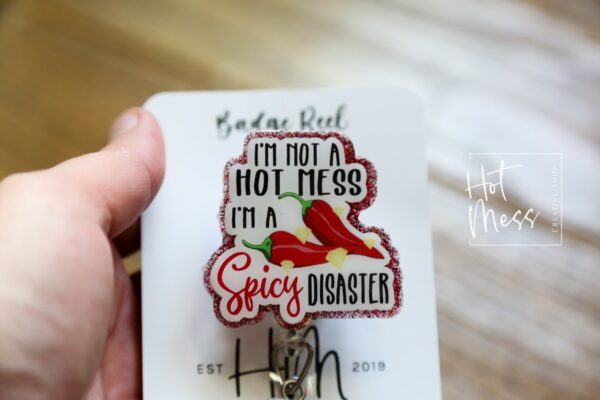 Badge Reel
I'M NOT A
HOT MESS
I'M A
Spicy DISASTER
EST 2019
Hot
Mess
CREATIVE SHOP